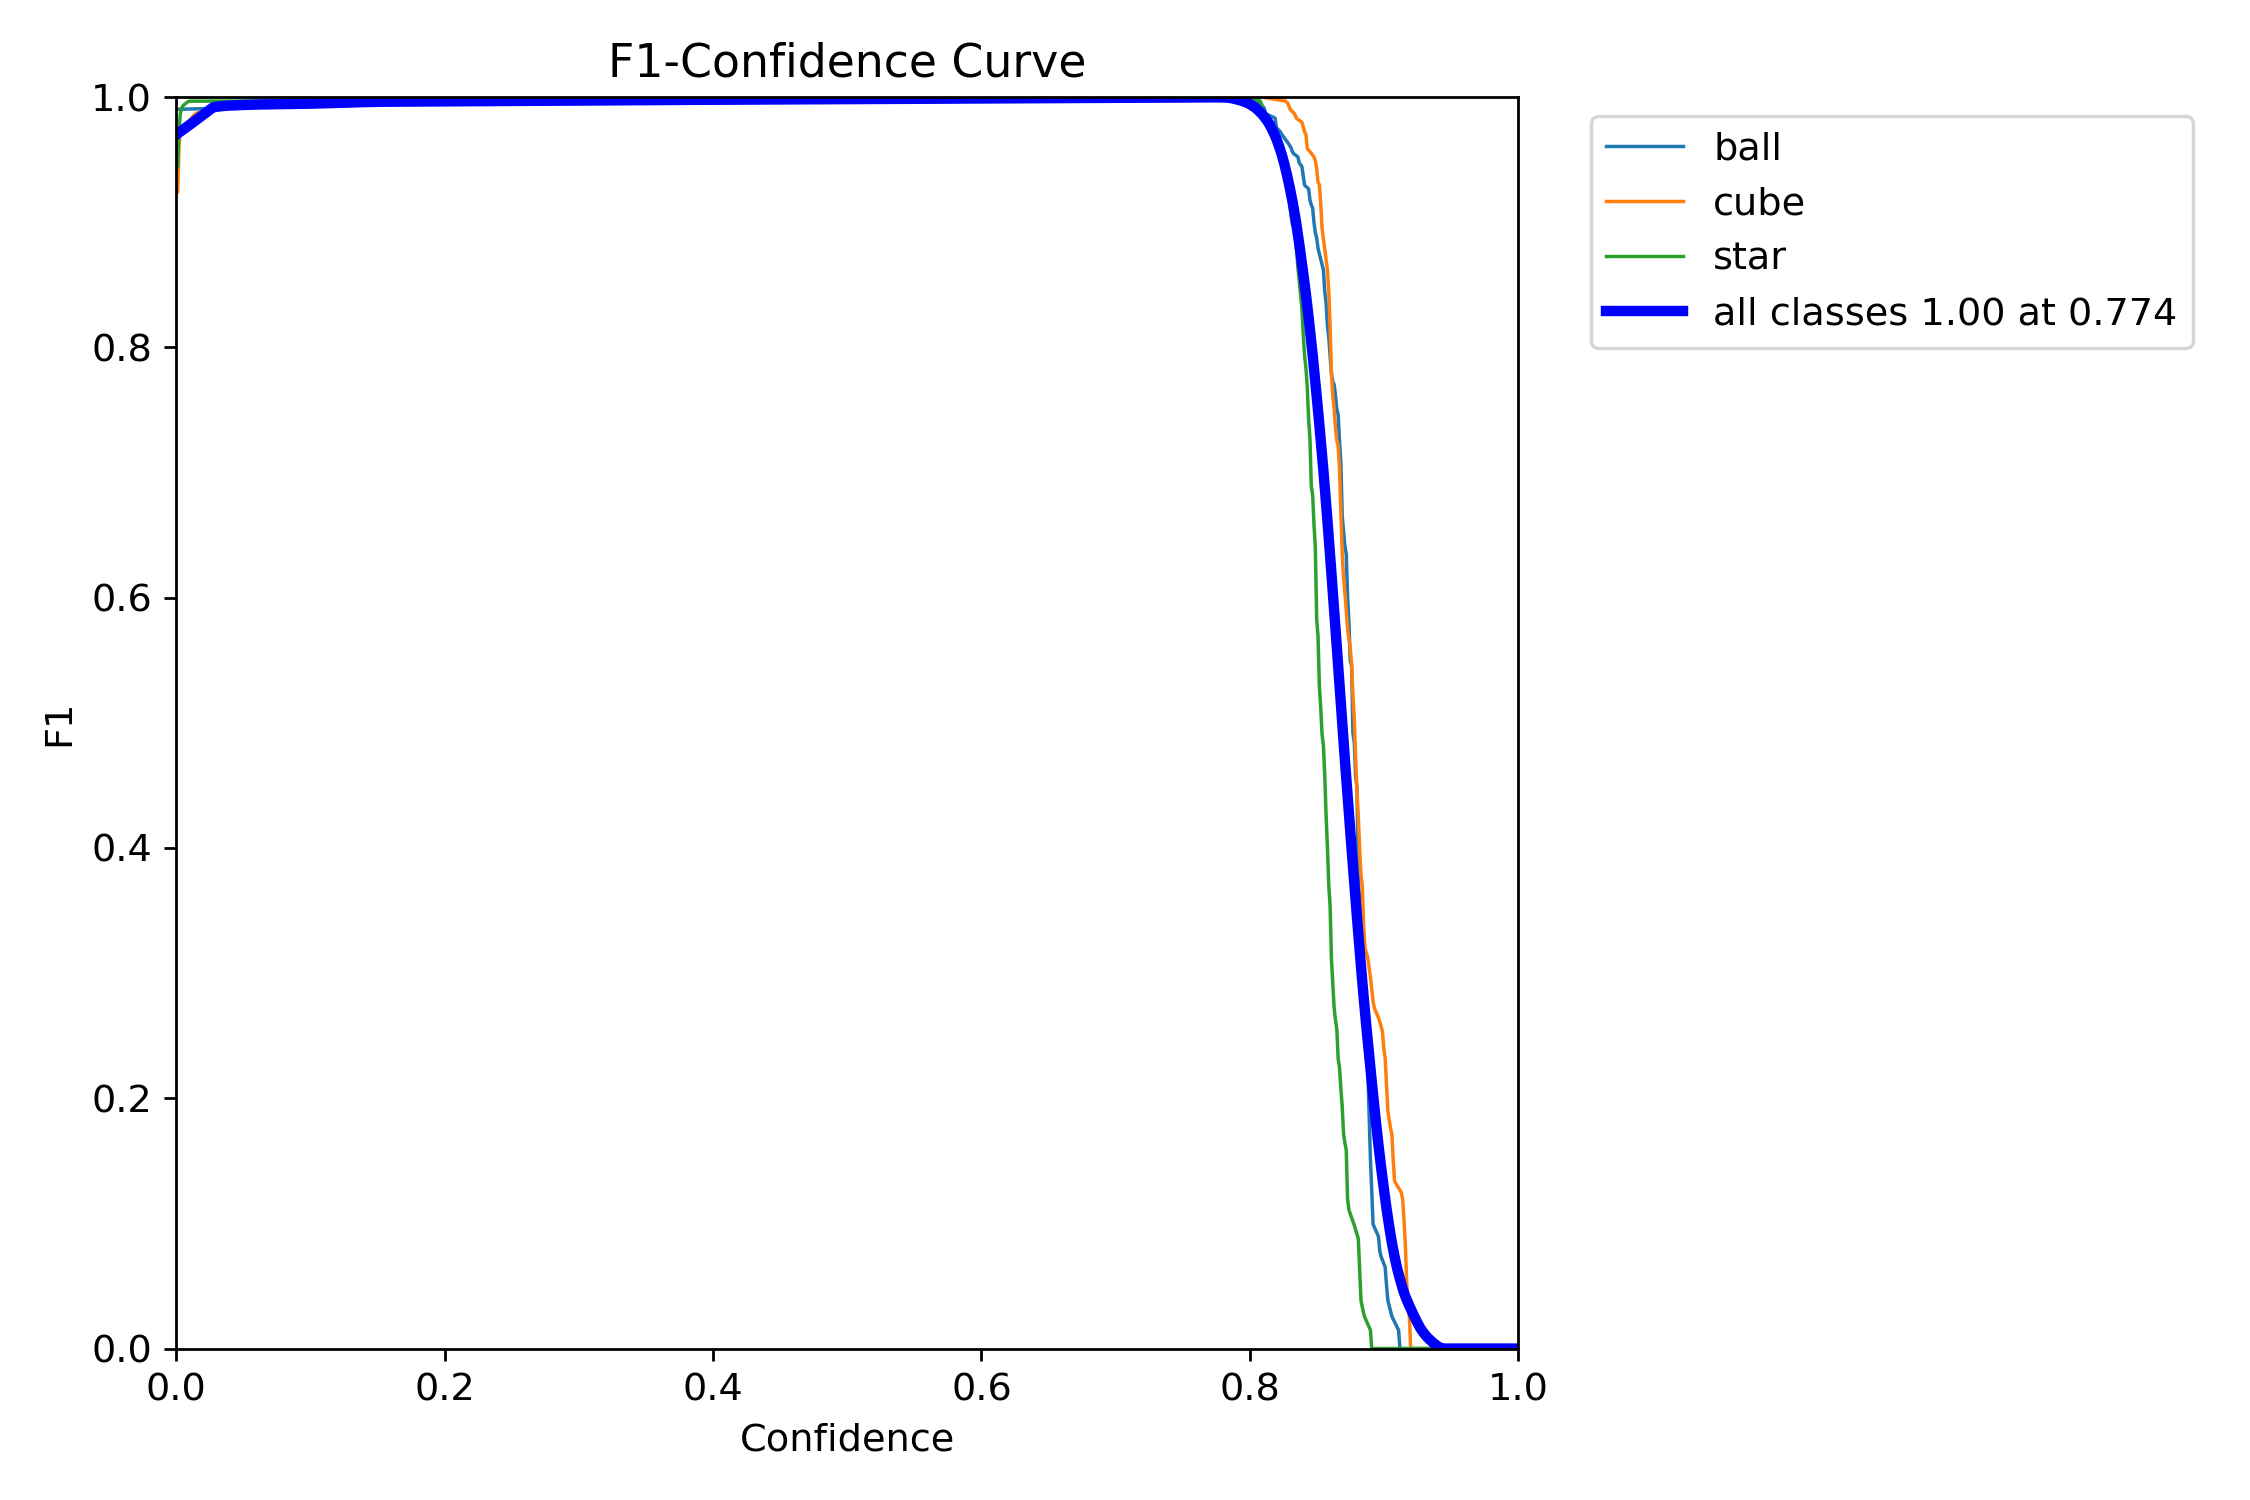 F1-Confidence Curve
1.0
0.8
0.6
0.4
0.2
0.0
F1
0.0 0.2 0.4 0.6 0.8 1.0
Confidence
ball
cube
star
all classes 1.00 at 0.774